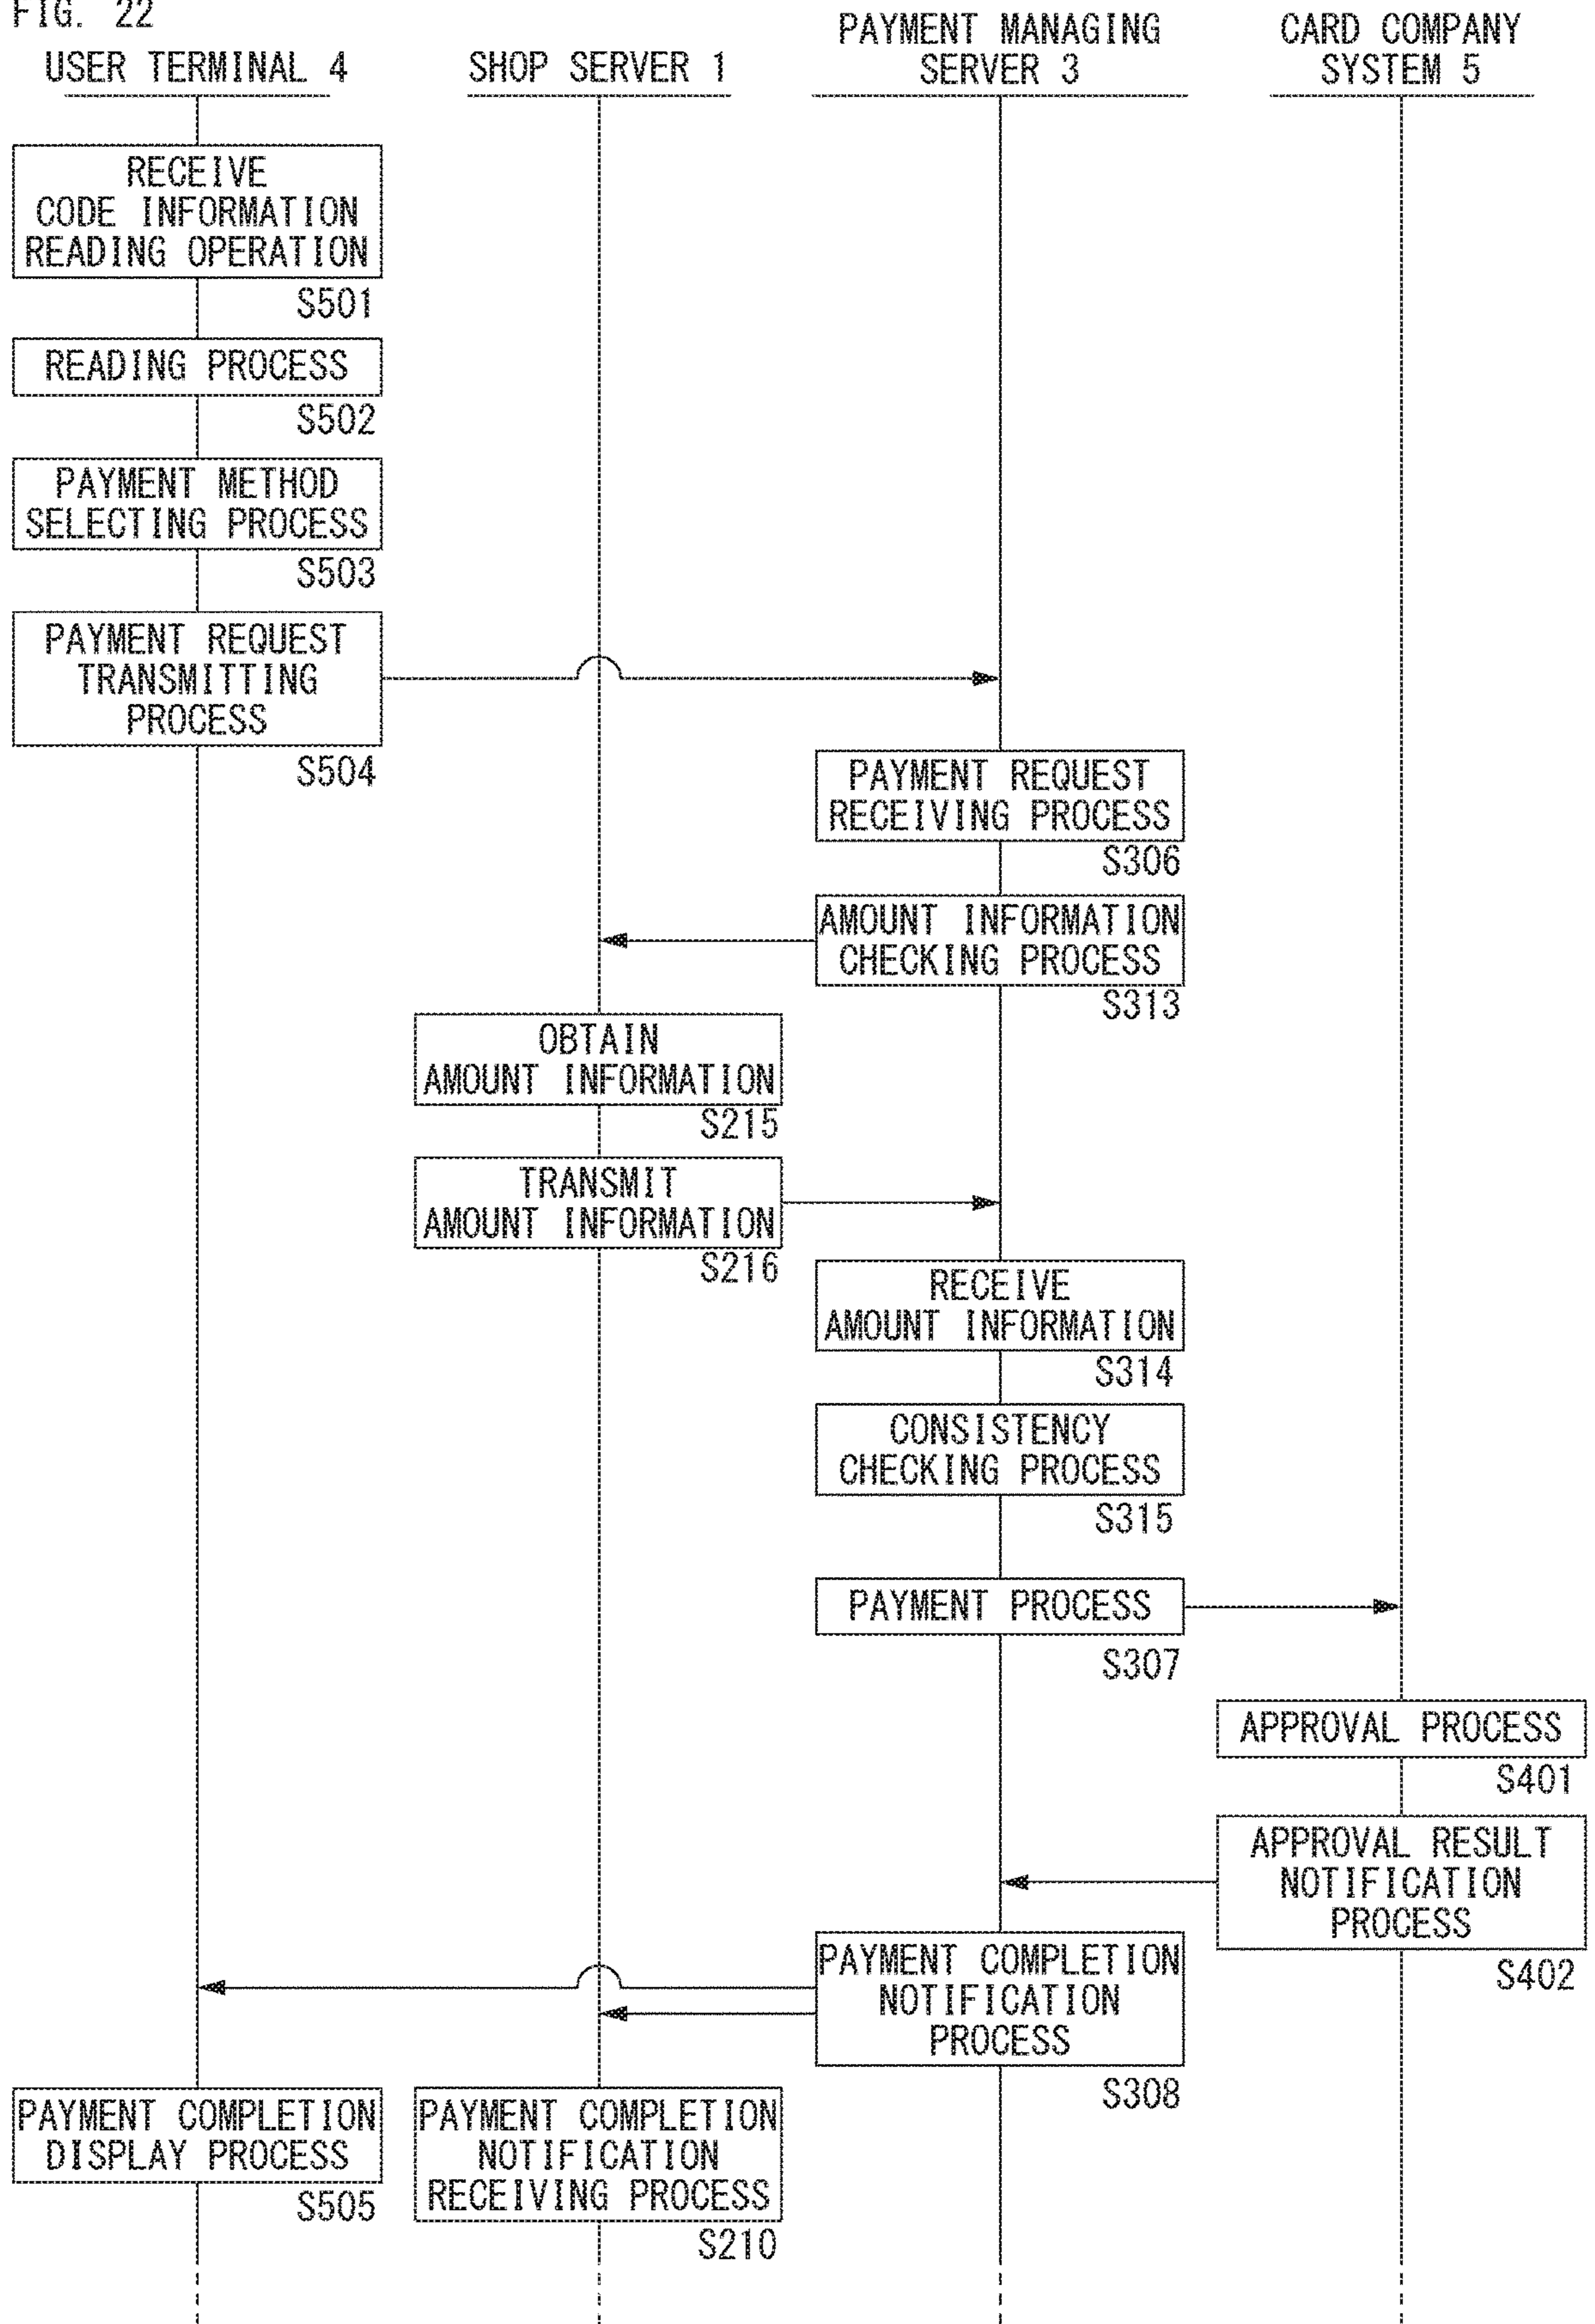 FIG. 22
USER TERMINAL 4
SHOP SERVER 1
PAYMENT MANAGING
SERVER 3
CARD COMPANY
SYSTEM 5
RECEIVE
CODE INFORMATION
READING OPERATION
S501
READING PROCESS
S502
PAYMENT METHOD
SELECTING PROCESS
S503
PAYMENT REQUEST
TRANSMITTING
PROCESS
S504
PAYMENT REQUEST
RECEIVING PROCESS
S306
AMOUNT INFORMATION
CHECKING PROCESS
S313
OBTAIN
AMOUNT INFORMATION
S215
TRANSMIT
AMOUNT INFORMATION
S216
RECEIVE
AMOUNT INFORMATION
S314
CONSISTENCY
CHECKING PROCESS
S315
PAYMENT PROCESS
S307
APPROVAL PROCESS
S401
APPROVAL RESULT
NOTIFICATION
PROCESS
S402
PAYMENT COMPLETION
NOTIFICATION
PROCESS
S308
PAYMENT COMPLETION
DISPLAY PROCESS
S505
PAYMENT COMPLETION
NOTIFICATION
RECEIVING PROCESS
S210